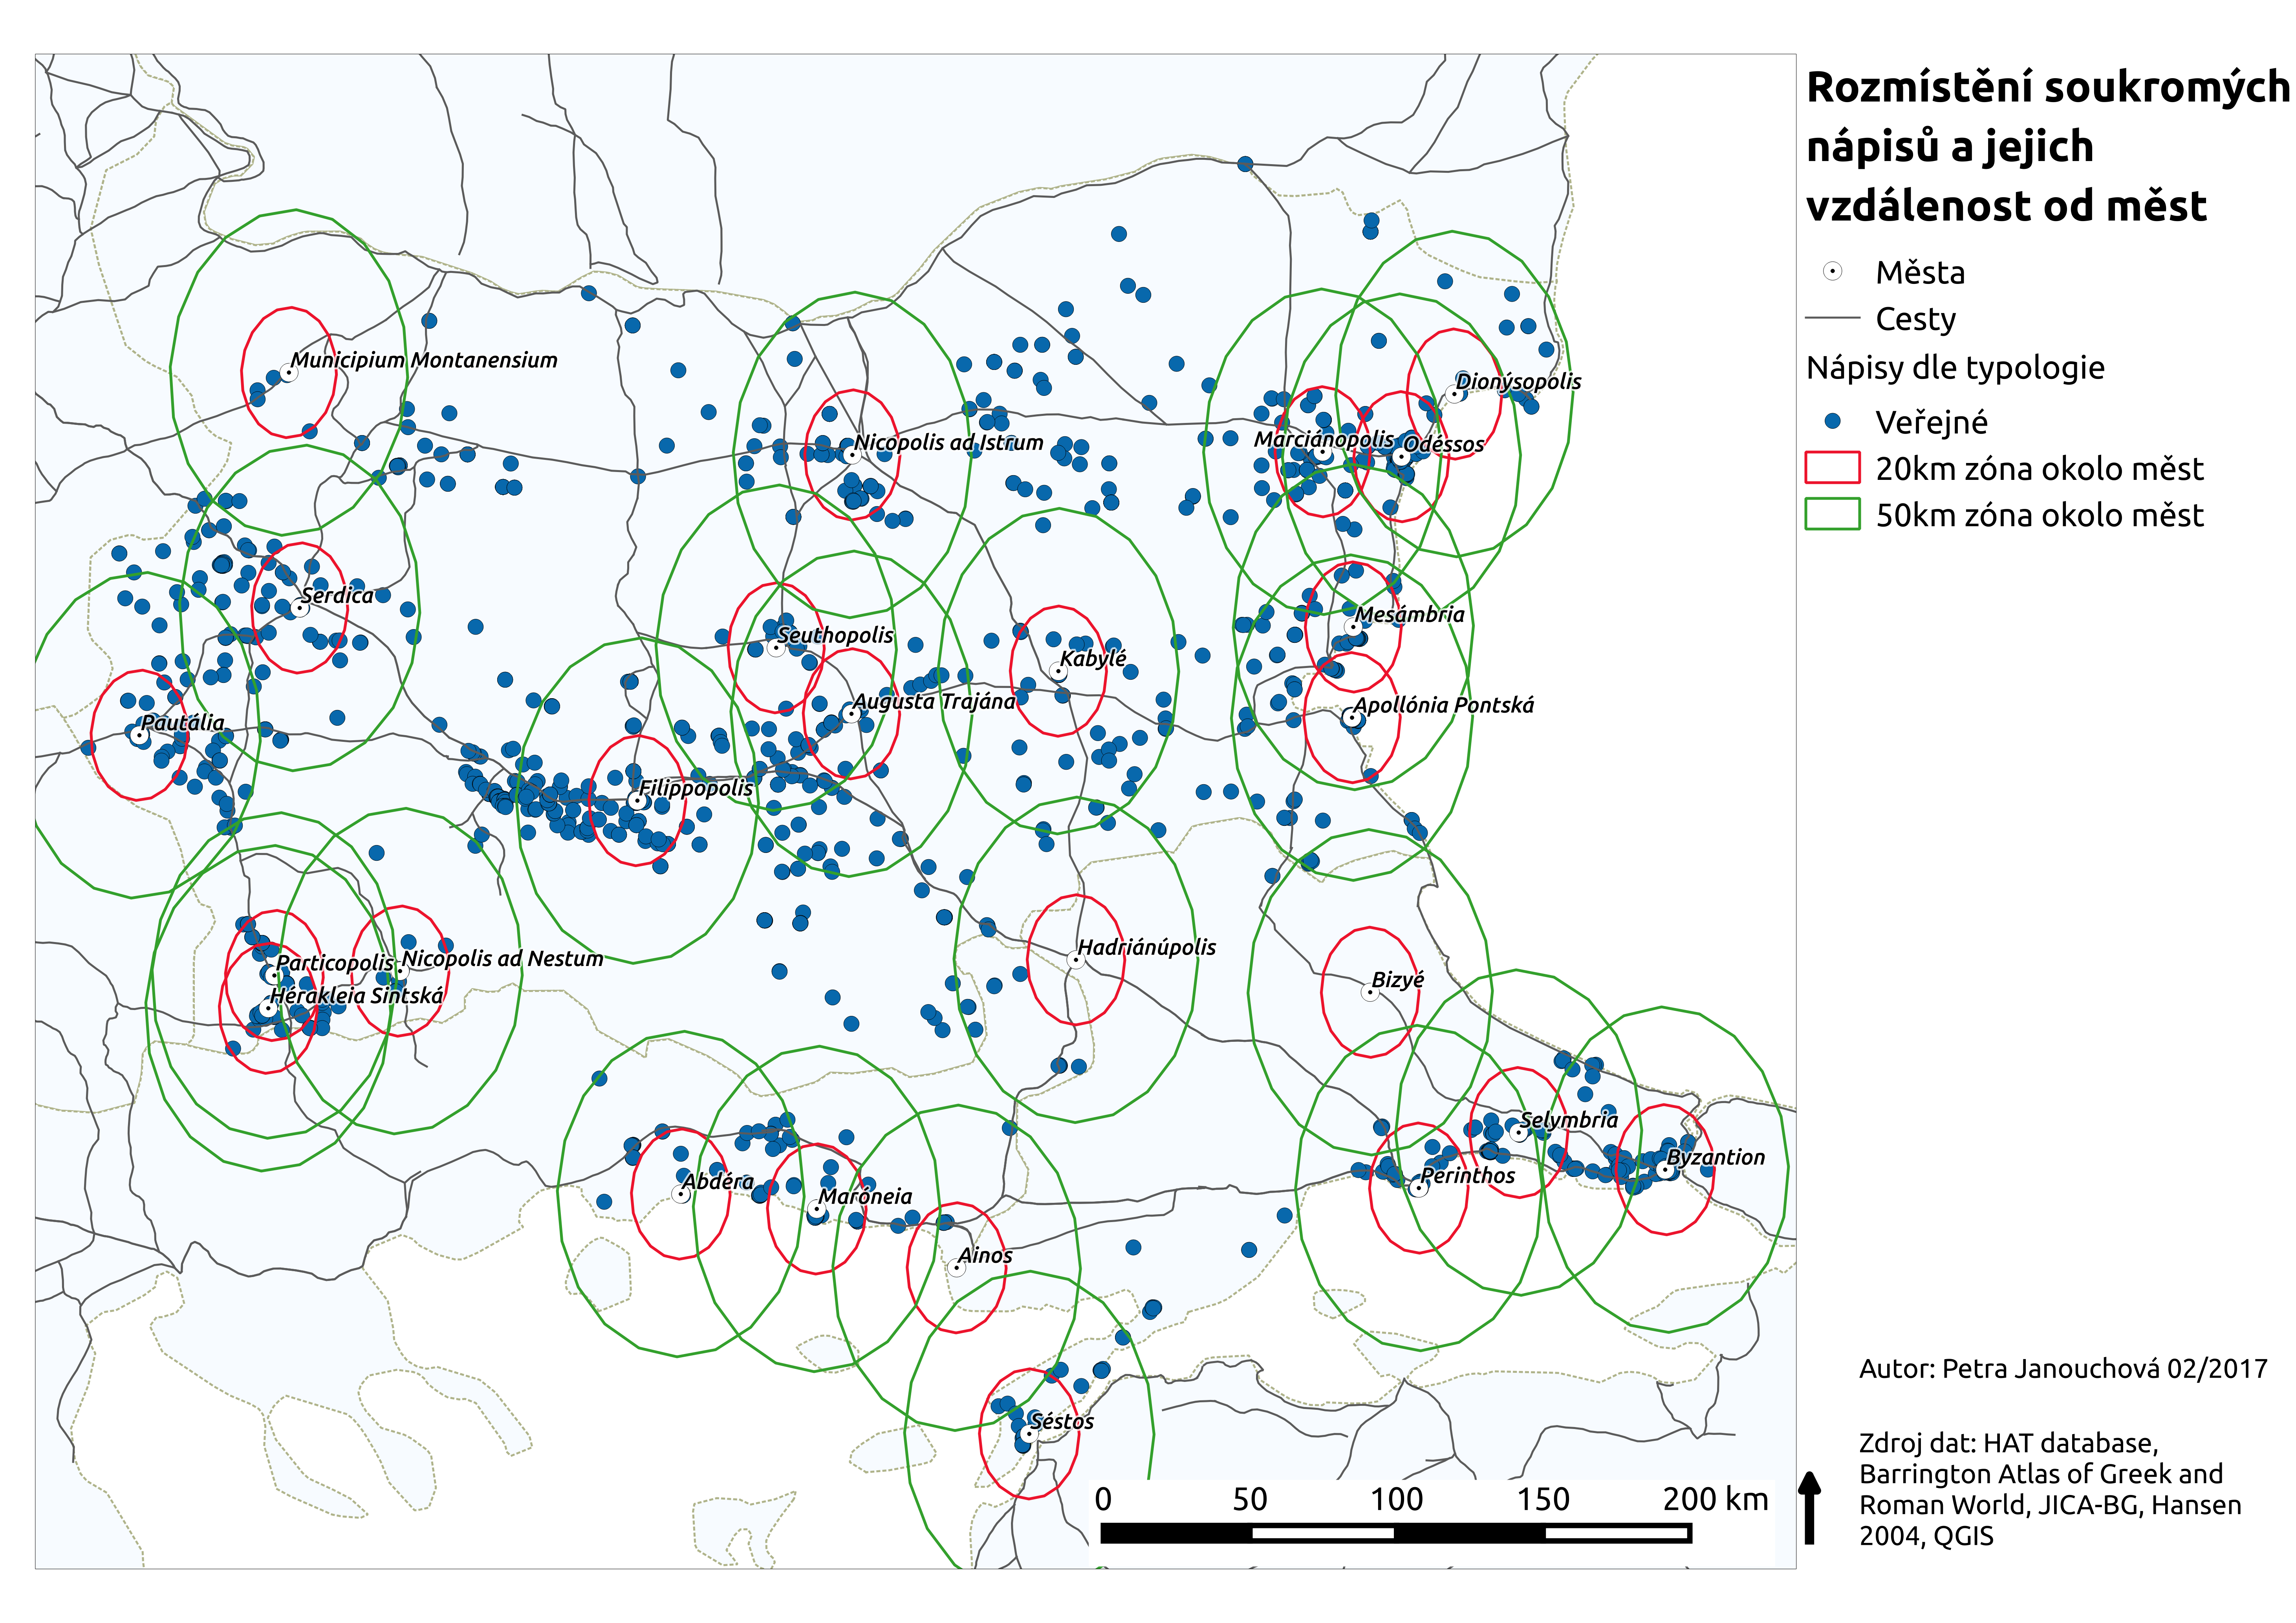 Rozmístění soukromých
nápisů a jejich
vzdálenost od měst
Města
Cesty
Nápisy dle typologie
Veřejné
20km zóna okolo měst
50km zóna okolo měst
Municipium Montanensium
Dionýsopolis
Nicopolis ad Istrum
Marciánopolis
Odéssos
Serdica
Mesámbria
Seuthopolis
Kabylé
Augusta Trajána
Apollónia Pontská
Pautália
Filippopolis
Hadriánúpolis
Particopolis
Nicopolis ad Nestum
Bizyé
Hérakleia Sintská
Selymbria
Byzantion
Abdéra
Perinthos
Maróneia
Ainos
Séstos
0 50 100 150 200 km
Autor: Petra Janouchová 02/2017
Zdroj dat: HAT database,
Barrington Atlas of Greek and
Roman World, JICA-BG, Hansen
2004, QGIS